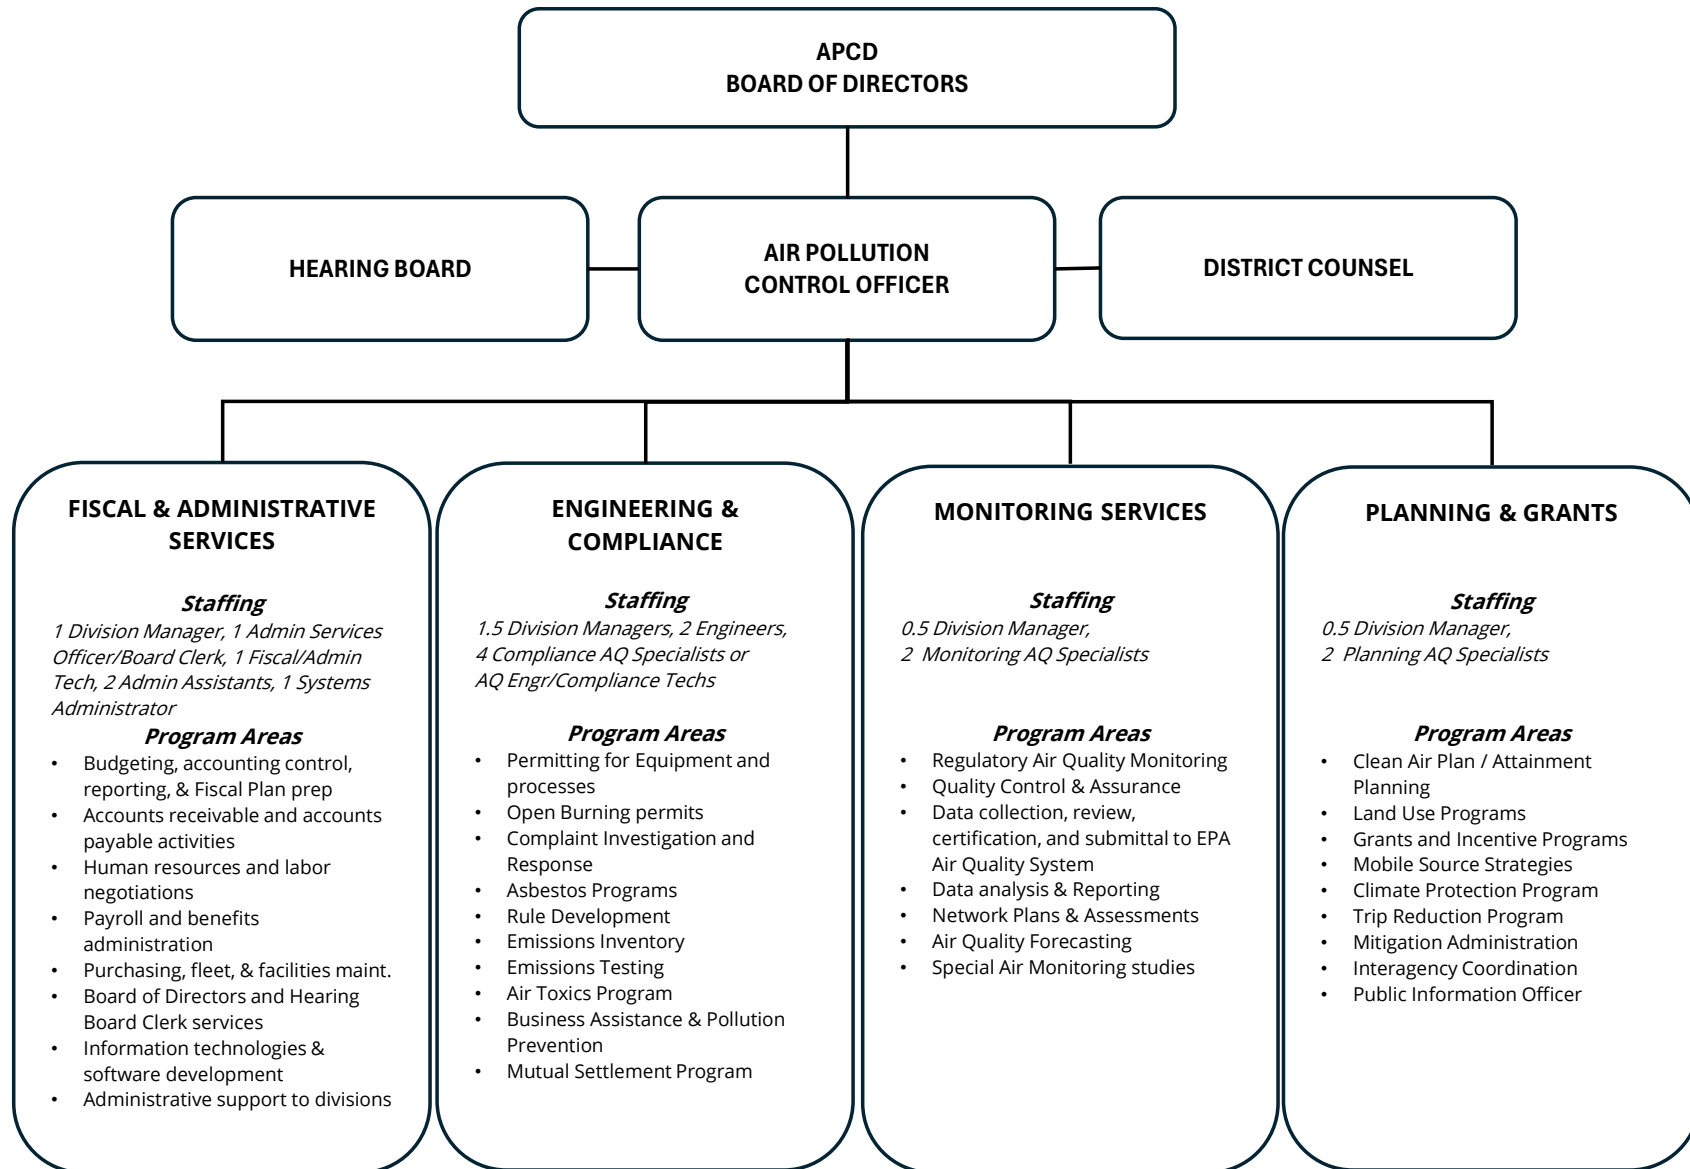 APCD
BOARD OF DIRECTORS
HEARING BOARD
AIR POLLUTION
CONTROL OFFICER
DISTRICT COUNSEL
FISCAL & ADMINISTRATIVE
SERVICES
Staffing
1 Division Manager, 1 Admin Services
Officer/Board Clerk, 1 Fiscal/Admin
Tech, 2 Admin Assistants, 1 Systems
Administrator
Program Areas
• Budgeting, accounting control,
reporting, & Fiscal Plan prep
• Accounts receivable and accounts
payable activities
• Human resources and labor
negotiations
• Payroll and benefits
administration
• Purchasing, fleet, & facilities maint.
• Board of Directors and Hearing
Board Clerk services
• Information technologies &
software development
• Administrative support to divisions
ENGINEERING &
COMPLIANCE
Staffing
1.5 Division Managers, 2 Engineers,
4 Compliance AQ Specialists or
AQ Engr/Compliance Techs
Program Areas
• Permitting for Equipment and
processes
• Open Burning permits
• Complaint Investigation and
Response
• Asbestos Programs
• Rule Development
• Emissions Inventory
• Emissions Testing
• Air Toxics Program
• Business Assistance & Pollution
Prevention
• Mutual Settlement Program
MONITORING SERVICES
Staffing
0.5 Division Manager,
2 Monitoring AQ Specialists
Program Areas
• Regulatory Air Quality Monitoring
• Quality Control & Assurance
• Data collection, review,
certification, and submittal to EPA
Air Quality System
• Data analysis & Reporting
• Network Plans & Assessments
• Air Quality Forecasting
• Special Air Monitoring studies
PLANNING & GRANTS
Staffing
0.5 Division Manager,
2 Planning AQ Specialists
Program Areas
• Clean Air Plan / Attainment
Planning
• Land Use Programs
• Grants and Incentive Programs
• Mobile Source Strategies
• Climate Protection Program
• Trip Reduction Program
• Mitigation Administration
• Interagency Coordination
• Public Information Officer